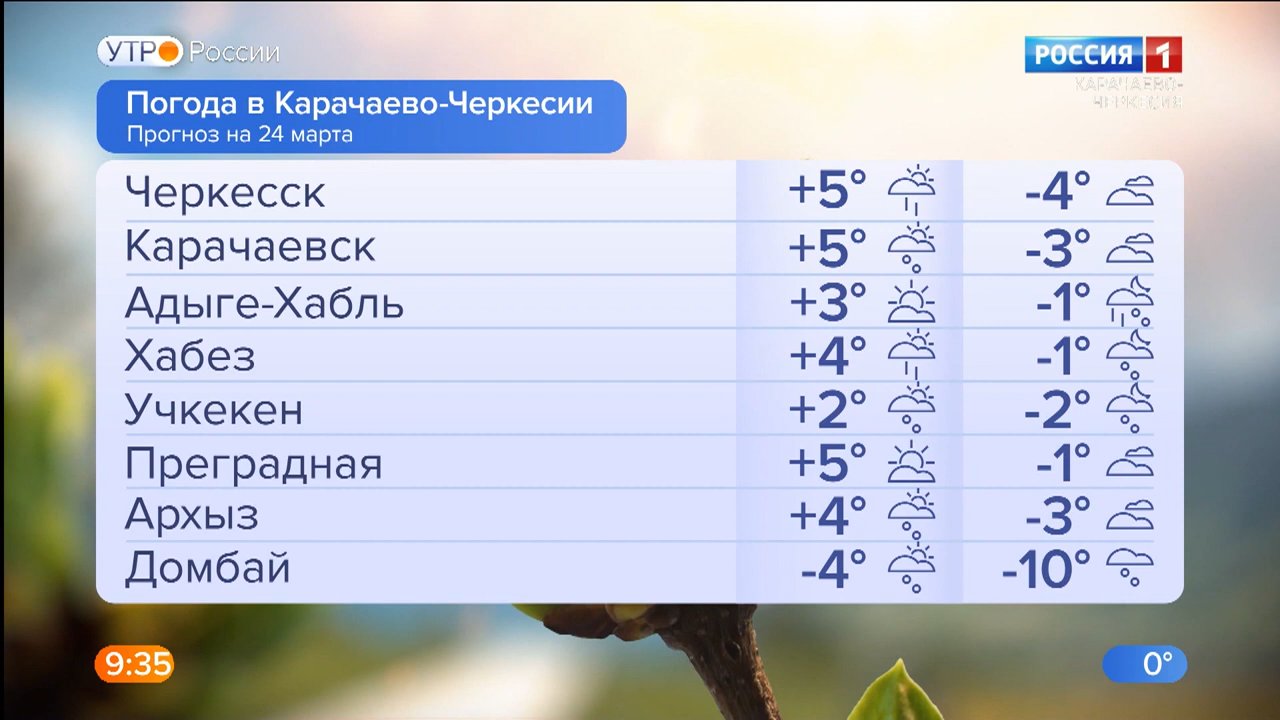 УТРО России
РОССИЯ 1
КАРАЧАЕВО-
ЧЕРКЕСИЯ
Погода в Карачаево-Черкесии
Прогноз на 24 марта
Черкесск +5° -4°
Карачаевск +5° -3°
Адыге-Хабль +3° -1°
Хабез +4° -1°
Учкекен +2° -2°
Преградная +5° -1°
Архыз +4° -3°
Домбай -4° -10°
9:35 0°